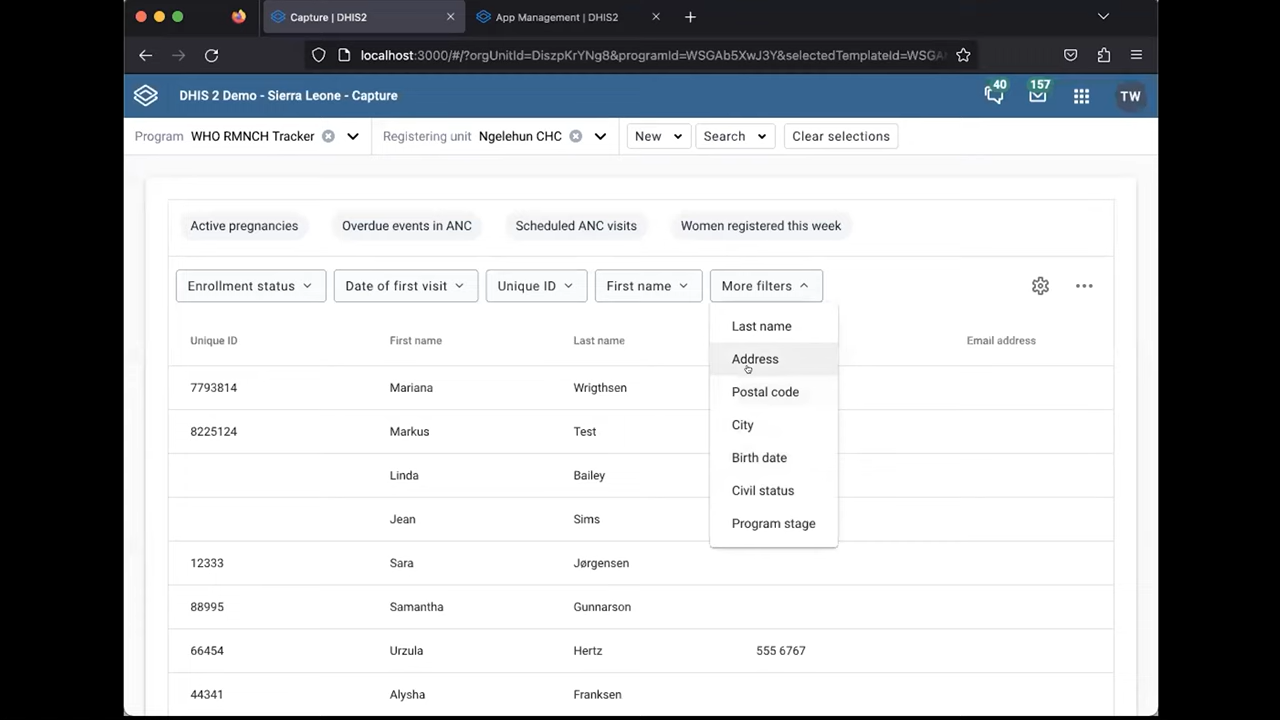 Capture | DHIS2
App Management | DHIS2
localhost:3000/#/?orgUnitId=DiszpKrYNg8&programId=WSGAb5XwJ3Y&selectedTemplateId=WSGA
DHIS 2 Demo - Sierra Leone - Capture
40
157
TW
Program WHO RMNCH Tracker
Registering unit Ngelehun CHC
New
Search
Clear selections
Active pregnancies
Overdue events in ANC
Scheduled ANC visits
Women registered this week
Enrollment status
Date of first visit
Unique ID
First name
More filters
Last name
Address
Postal code
City
Birth date
Civil status
Program stage
Unique ID First name Last name Email address
7793814 Mariana Wrigthsen
8225124 Markus Test
Linda Bailey
Jean Sims
12333 Sara Jørgensen
88995 Samantha Gunnarson
66454 Urzula Hertz 555 6767
44341 Alysha Franksen